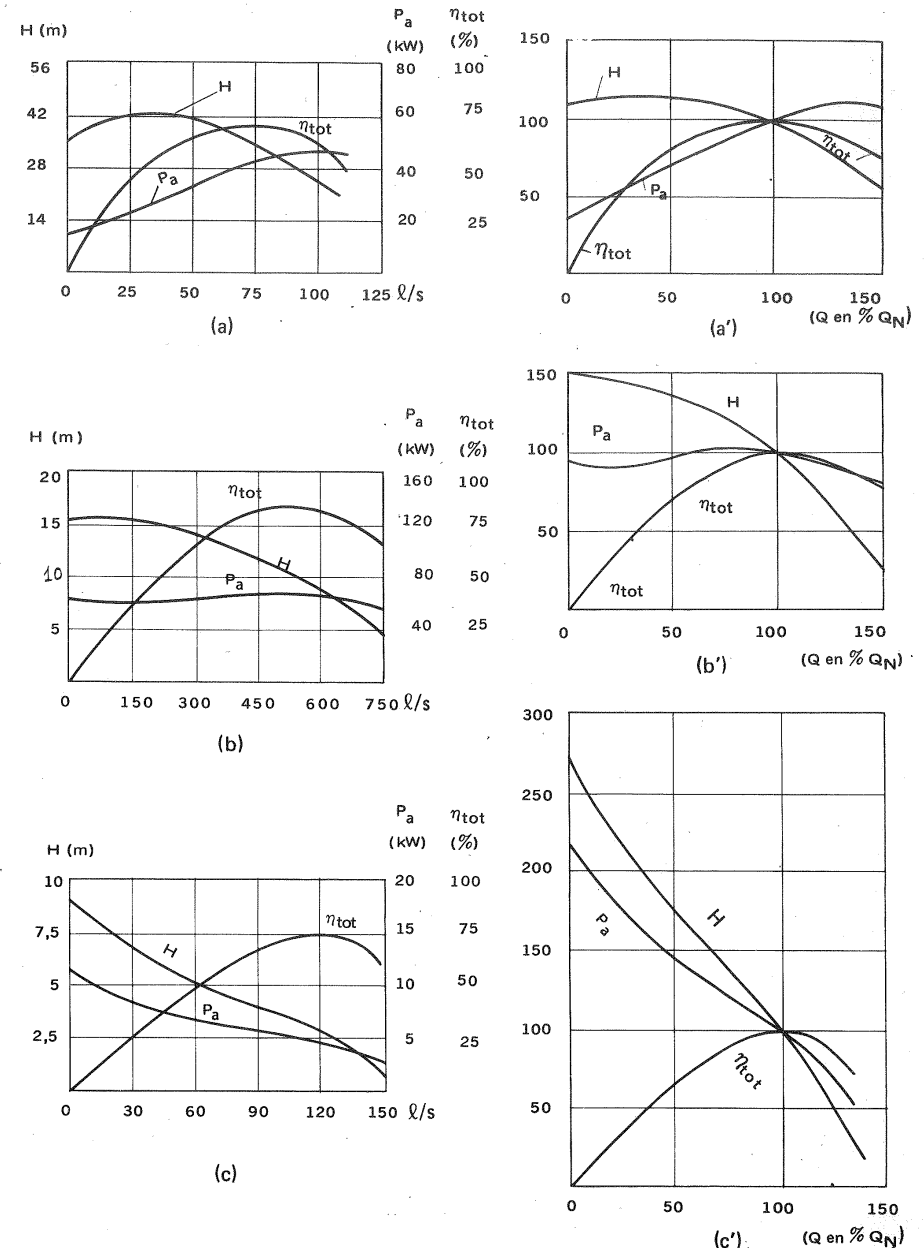 H (m)
Pa
(kW)
ηtot
(%)
56
42
28
14
80
60
40
20
100
75
50
25
H
ηtot
Pa
0 25 50 75 100 125 ℓ/s
(a)
150
100
50
H
ηtot
Pa
ηtot
0 50 100 150
(Q en % QN)
(a')
H (m)
Pa
(kW)
ηtot
(%)
20
15
10
5
160
120
80
40
100
75
50
25
ηtot
H
Pa
0 150 300 450 600 750 ℓ/s
(b)
150
100
50
H
Pa
ηtot
ηtot
0 50 100 150
(b') (Q en % QN)
H (m)
Pa
(kW)
ηtot
(%)
10
7,5
5
2,5
20
15
10
5
100
75
50
25
ηtot
H
Pa
0 30 60 90 120 150 ℓ/s
(c)
300
250
200
150
100
50
H
Pa
ηtot
0 50 100 150
(c') (Q en % QN)